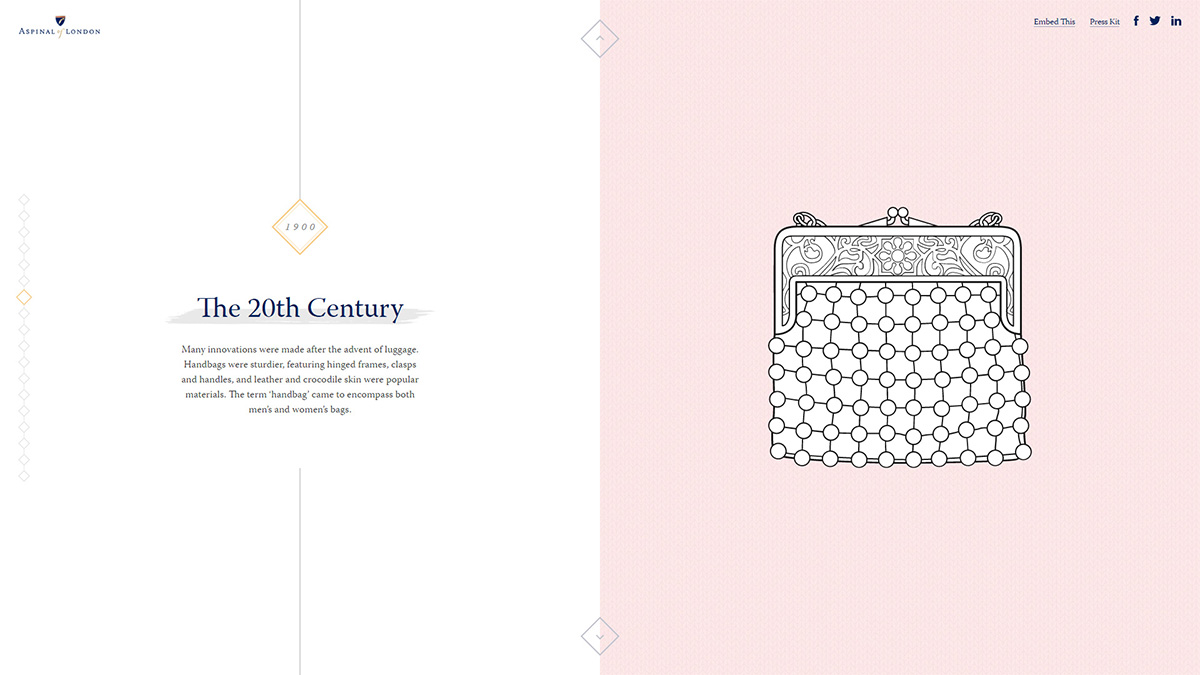 ASPINAL of LONDON
Embed This
Press Kit
f
in
1900
The 20th Century
Many innovations were made after the advent of luggage.
Handbags were sturdier, featuring hinged frames, clasps
and handles, and leather and crocodile skin were popular
materials. The term ‘handbag’ came to encompass both
men's and women's bags.